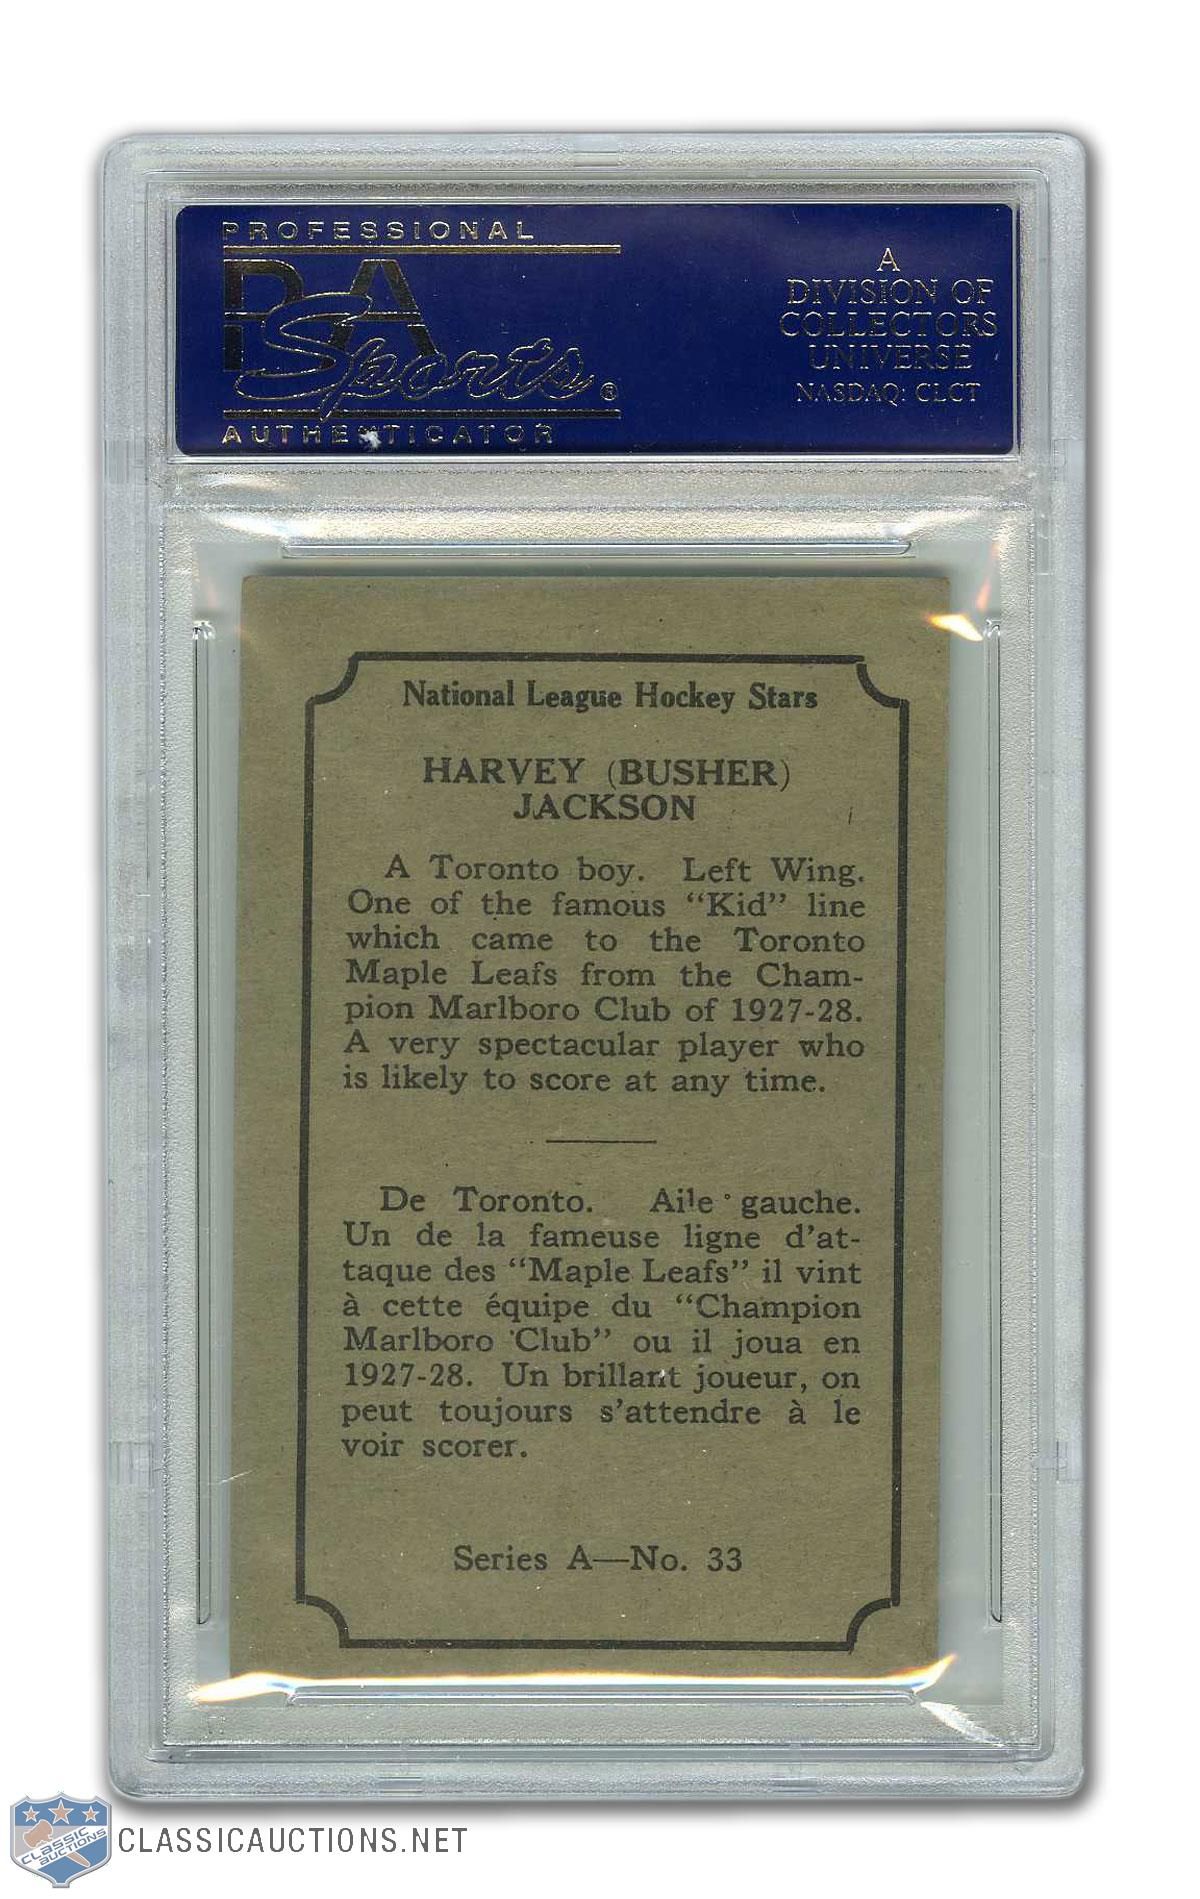 PROFESSIONAL
PSA
Sports®
AUTHENTICATOR
A
DIVISION OF
COLLECTORS
UNIVERSE
NASDAQ: CLCT
National League Hockey Stars
HARVEY (BUSHER)
JACKSON
A Toronto boy. Left Wing.
One of the famous "Kid" line
which came to the Toronto
Maple Leafs from the Cham-
pion Marlboro Club of 1927-28.
A very spectacular player who
is likely to score at any time.
De Toronto. Aile gauche.
Un de la fameuse ligne d'at-
taque des "Maple Leafs" il vint
à cette équipe du "Champion
Marlboro Club" ou il joua en
1927-28. Un brillant joueur, on
peut toujours s'attendre à le
voir scorer.
Series A—No. 33
CLASSIC
AUCTIONS
CLASSICAUCTIONS.NET